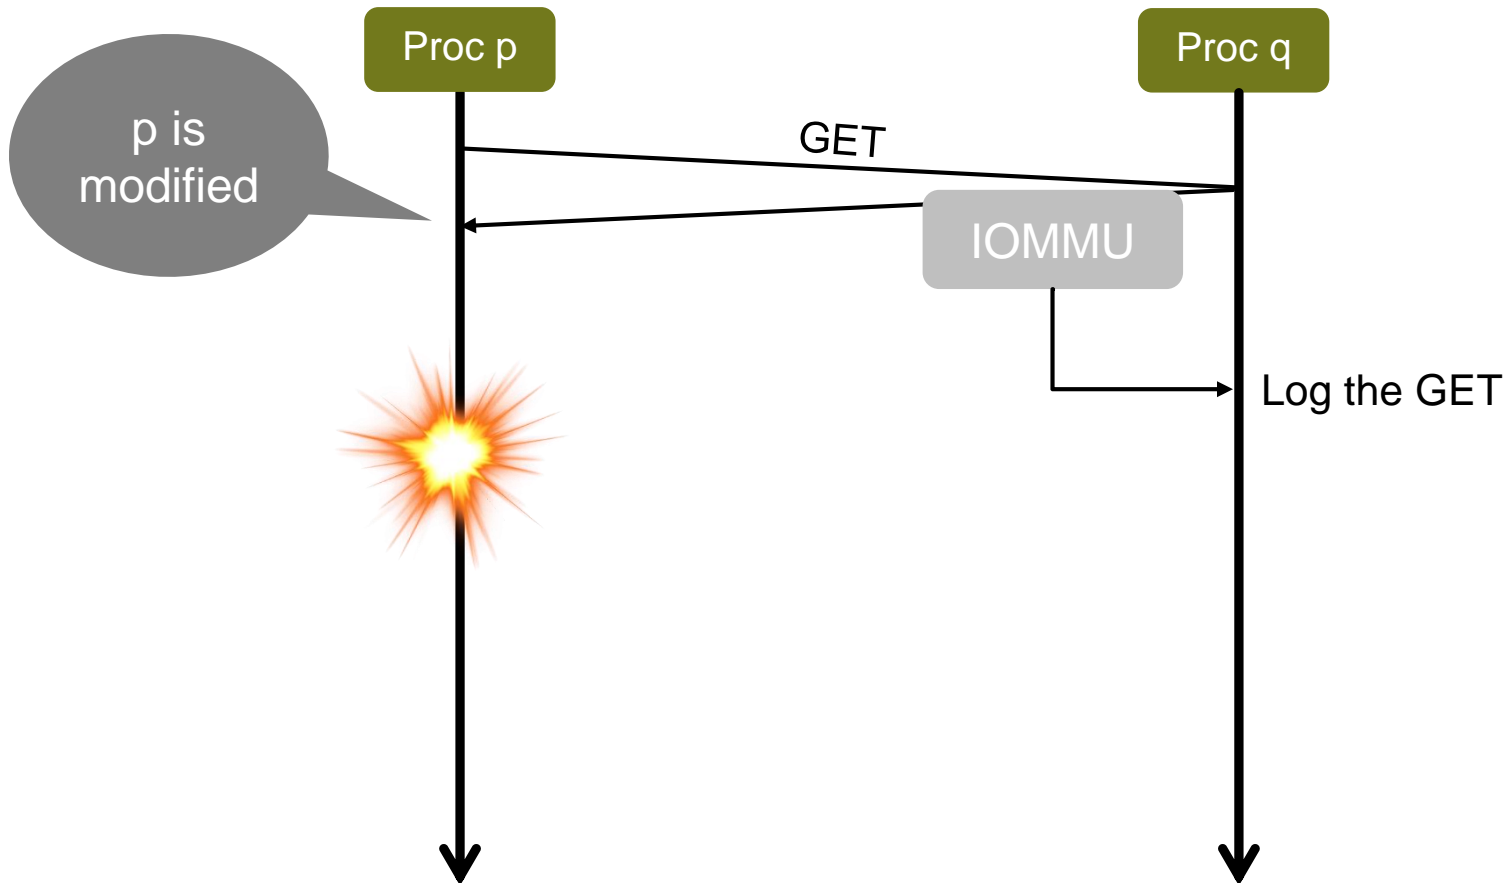 Proc p
Proc q
p is
modified
GET
IOMMU
Log the GET